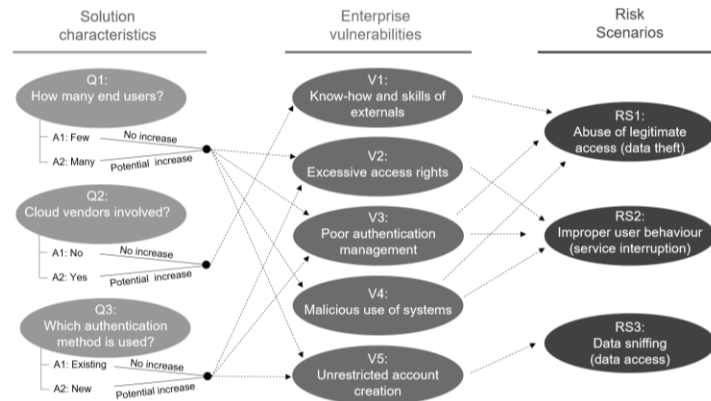 Solution
characteristics
Enterprise
vulnerabilities
Risk
Scenarios
Q1:
How many end users?
A1: Few
No increase
A2: Many
Potential increase
Q2:
Cloud vendors involved?
A1: No
No increase
A2: Yes
Potential increase
Q3:
Which authentication
method is used?
A1: Existing
No increase
A2: New
Potential increase
V1:
Know-how and skills of
externals
V2:
Excessive access rights
V3:
Poor authentication
management
V4:
Malicious use of systems
V5:
Unrestricted account
creation
RS1:
Abuse of legitimate
access (data theft)
RS2:
Improper user behaviour
(service interruption)
RS3:
Data sniffing
(data access)